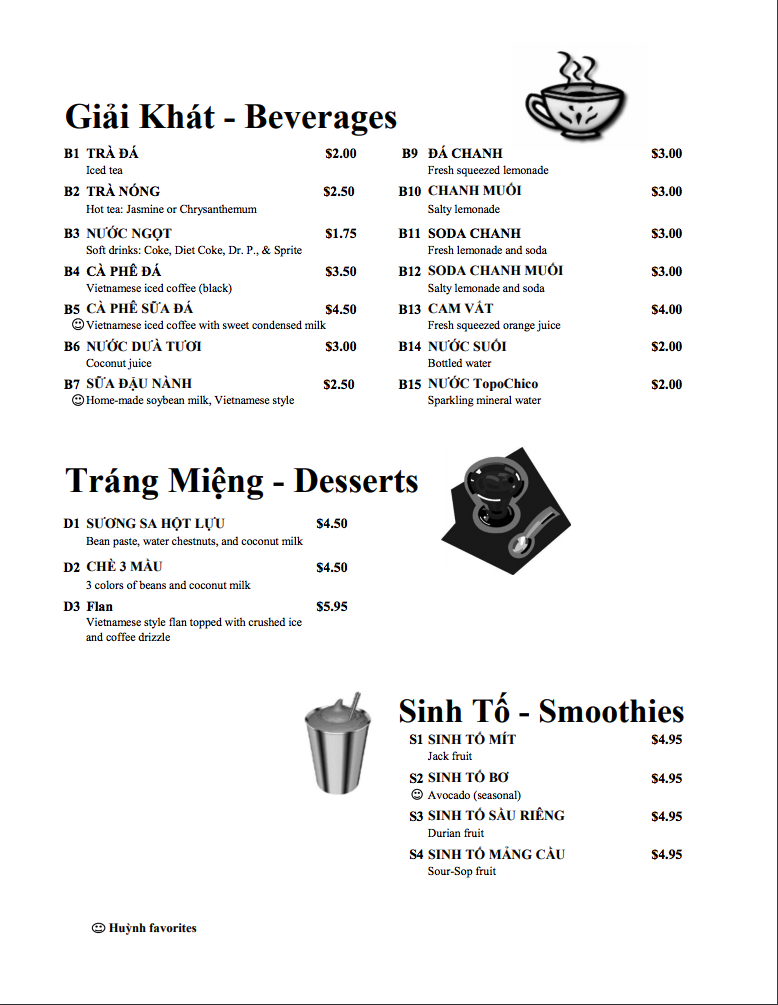 Giải Khát - Beverages
B1 TRÀ ĐÁ $2.00
Iced tea
B2 TRÀ NÓNG $2.50
Hot tea: Jasmine or Chrysanthemum
B3 NƯỚC NGỌT $1.75
Soft drinks: Coke, Diet Coke, Dr. P., & Sprite
B4 CÀ PHÊ ĐÁ $3.50
Vietnamese iced coffee (black)
B5 CÀ PHÊ SỮA ĐÁ $4.50
☺ Vietnamese iced coffee with sweet condensed milk
B6 NƯỚC DƯÀ TƯƠI $3.00
Coconut juice
B7 SỮA ĐẬU NÀNH $2.50
☺ Home-made soybean milk, Vietnamese style
B9 ĐÁ CHANH $3.00
Fresh squeezed lemonade
B10 CHANH MUỐI $3.00
Salty lemonade
B11 SODA CHANH $3.00
Fresh lemonade and soda
B12 SODA CHANH MUỐI $3.00
Salty lemonade and soda
B13 CAM VẮT $4.00
Fresh squeezed orange juice
B14 NƯỚC SUỐI $2.00
Bottled water
B15 NƯỚC TopoChico $2.00
Sparkling mineral water
Tráng Miệng - Desserts
D1 SƯƠNG SA HỘT LỰU $4.50
Bean paste, water chestnuts, and coconut milk
D2 CHÈ 3 MÀU $4.50
3 colors of beans and coconut milk
D3 Flan $5.95
Vietnamese style flan topped with crushed ice
and coffee drizzle
Sinh Tố - Smoothies
S1 SINH TỐ MÍT $4.95
Jack fruit
S2 SINH TỐ BƠ $4.95
☺ Avocado (seasonal)
S3 SINH TỐ SẦU RIÊNG $4.95
Durian fruit
S4 SINH TỐ MẢNG CẦU $4.95
Sour-Sop fruit
☺ Huỳnh favorites